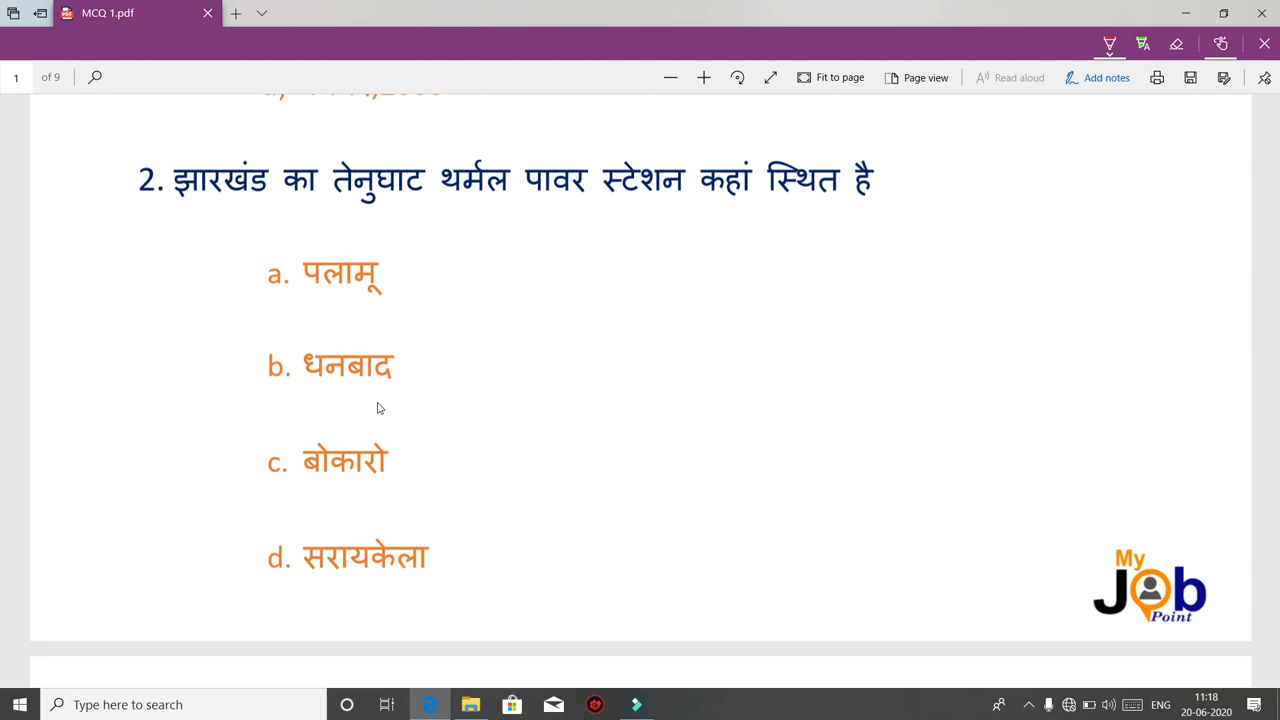 MCQ 1.pdf
1 of 9 Fit to page Page view Read aloud Add notes
2. झारखंड का तेनुघाट थर्मल पावर स्टेशन कहां स्थित है
a. पलामू
b. धनबाद
c. बोकारो
d. सरायकेला
My
JOb
Point
Type here to search
ENG
11:18
20-06-2020